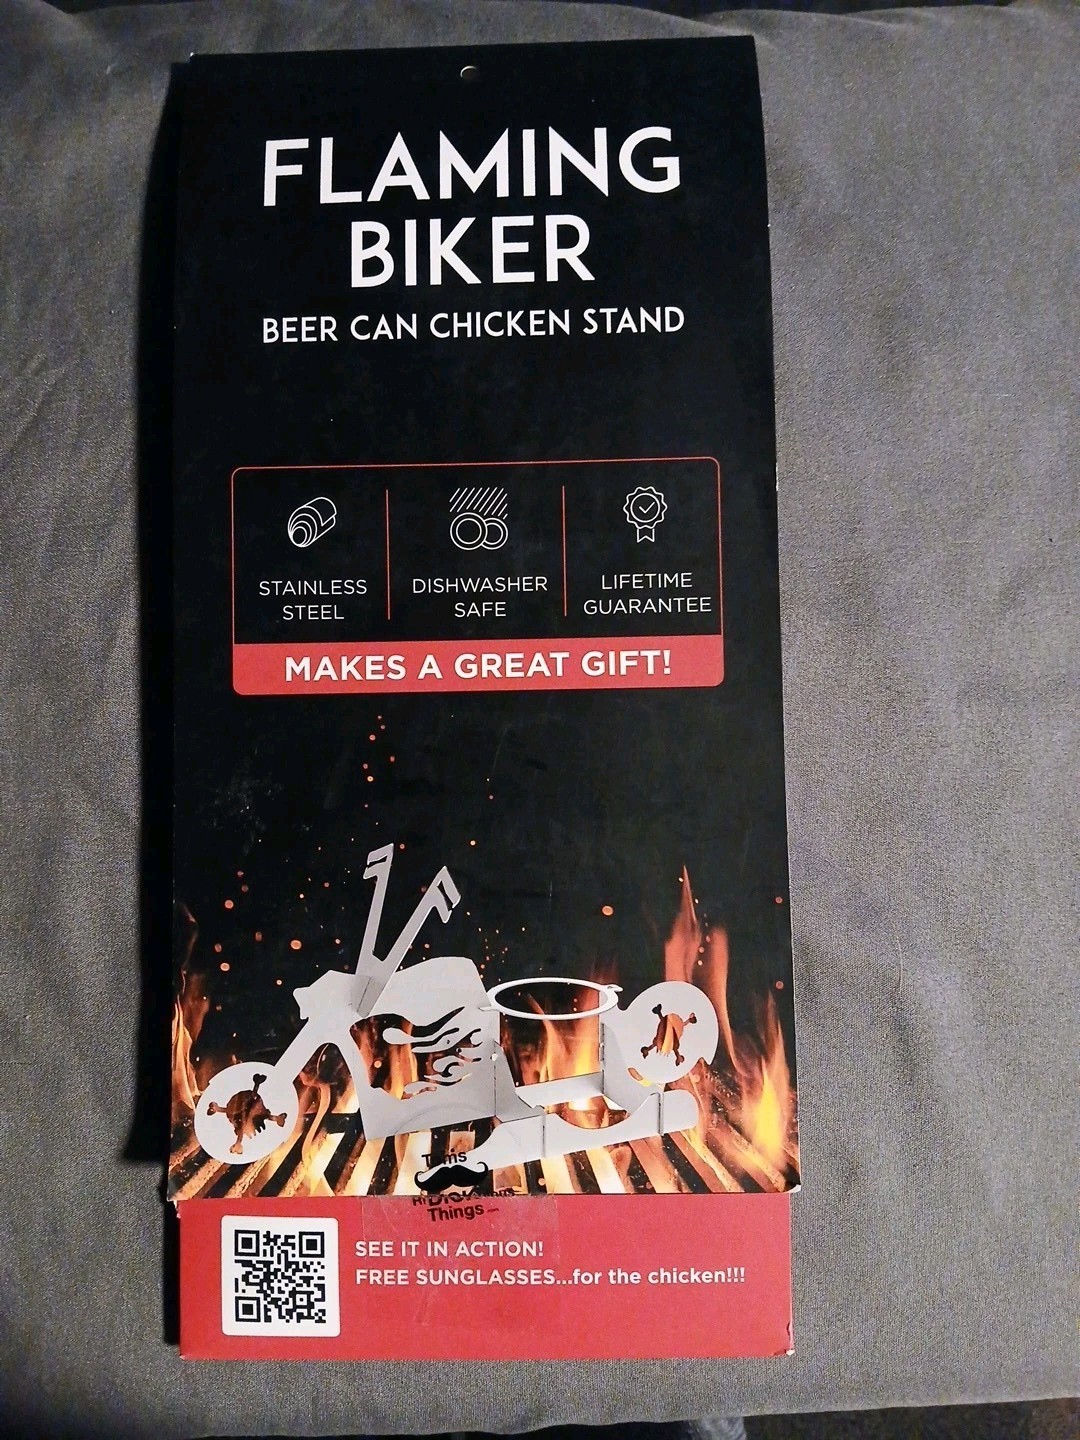 FLAMING
BIKER
BEER CAN CHICKEN STAND
STAINLESS
STEEL
DISHWASHER
SAFE
LIFETIME
GUARANTEE
MAKES A GREAT GIFT!
Things
SEE IT IN ACTION!
FREE SUNGLASSES...for the chicken!!!